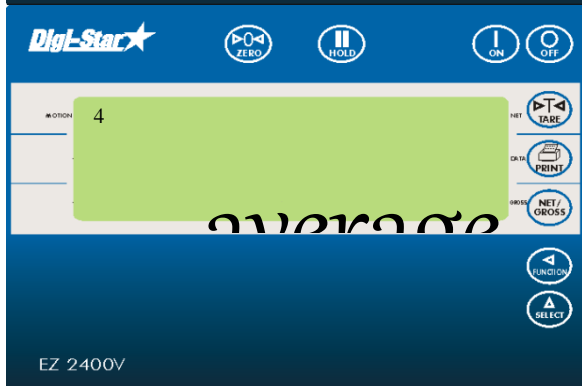 Digi-Star
ZERO
HOLD
ON
OFF
MOTION
4
NET
T
TARE
DATA
PRINT
average
GROSS
NET/
GROSS
FUNCTION
SELECT
EZ 2400V